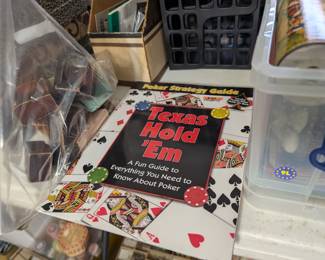 Poker Strategy Guide
Texas
Hold
'Em
A Fun Guide to
Everything You Need to
Know About Poker